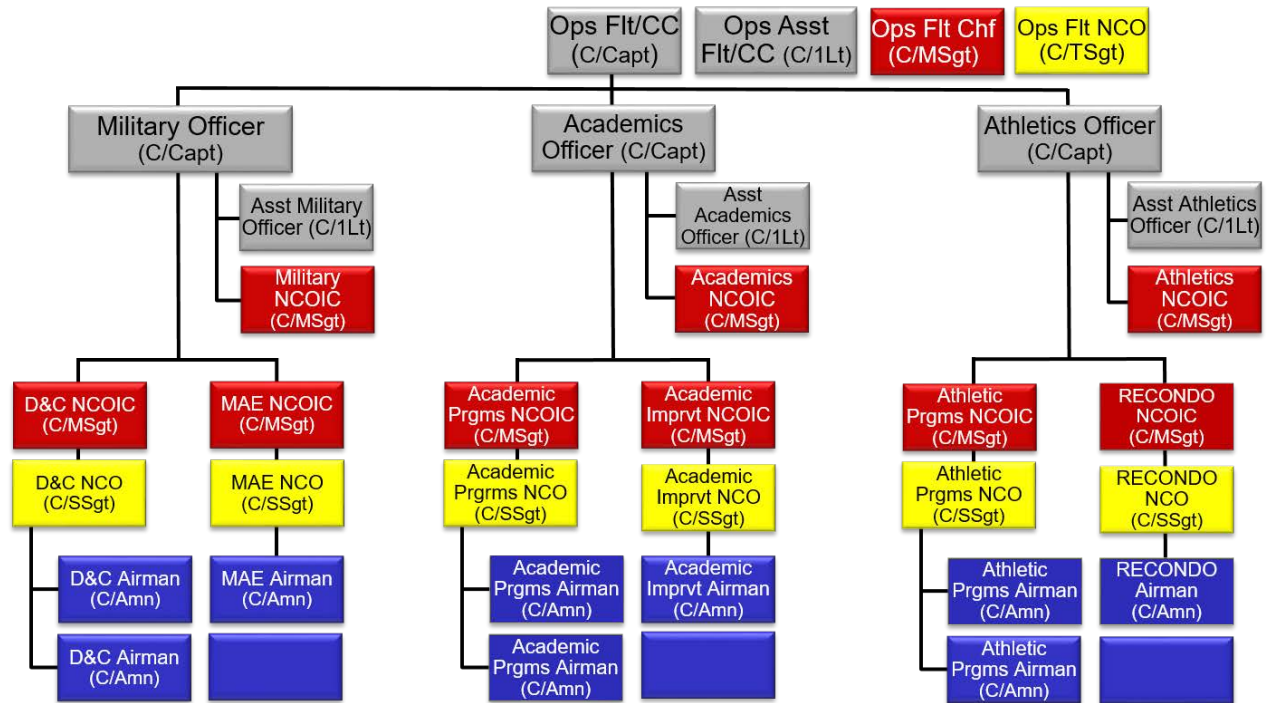 Ops Flt/CC
(C/Capt)
Ops Asst
Flt/CC (C/1Lt)
Ops Flt Chf
(C/MSgt)
Ops Flt NCO
(C/TSgt)
Military Officer
(C/Capt)
Academics
Officer (C/Capt)
Athletics Officer
(C/Capt)
Asst Military
Officer (C/1Lt)
Asst
Academics
Officer (C/1Lt)
Asst Athletics
Officer (C/1Lt)
Military
NCOIC
(C/MSgt)
Academics
NCOIC
(C/MSgt)
Athletics
NCOIC
(C/MSgt)
D&C NCOIC
(C/MSgt)
MAE NCOIC
(C/MSgt)
Academic
Prgms NCOIC
(C/MSgt)
Academic
Imprvt NCOIC
(C/MSgt)
Athletic
Prgms NCOIC
(C/MSgt)
RECONDO
NCOIC
(C/MSgt)
D&C NCO
(C/SSgt)
MAE NCO
(C/SSgt)
Academic
Prgrms NCO
(C/SSgt)
Academic
Imprvt NCO
(C/SSgt)
Athletic
Prgms NCO
(C/SSgt)
RECONDO
NCO
(C/SSgt)
D&C Airman
(C/Amn)
MAE Airman
(C/Amn)
Academic
Prgms Airman
(C/Amn)
Academic
Imprvt Airman
(C/Amn)
Athletic
Prgms Airman
(C/Amn)
RECONDO
Airman
(C/Amn)
D&C Airman
(C/Amn)
Academic
Prgms Airman
(C/Amn)
Athletic
Prgms Airman
(C/Amn)